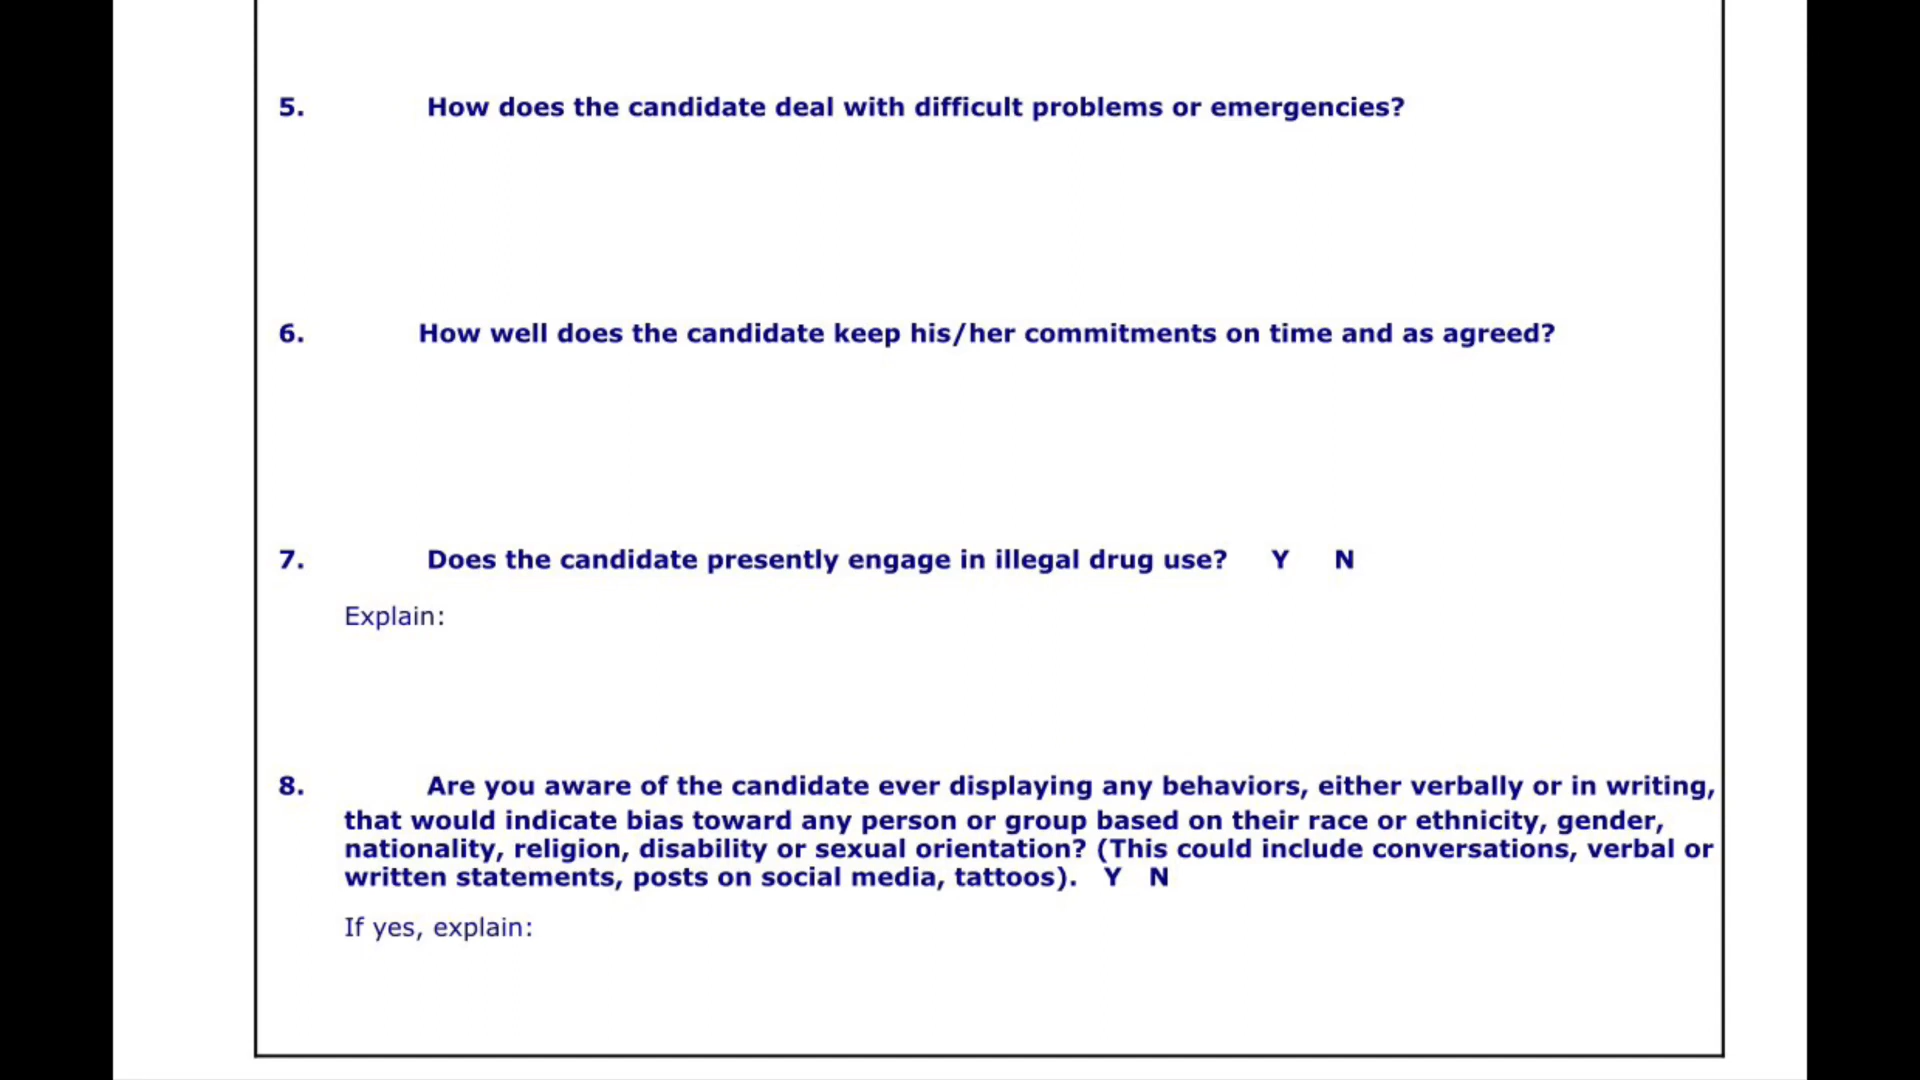 5. How does the candidate deal with difficult problems or emergencies?
6. How well does the candidate keep his/her commitments on time and as agreed?
7. Does the candidate presently engage in illegal drug use? Y N
Explain:
8. Are you aware of the candidate ever displaying any behaviors, either verbally or in writing,
that would indicate bias toward any person or group based on their race or ethnicity, gender,
nationality, religion, disability or sexual orientation? (This could include conversations, verbal or
written statements, posts on social media, tattoos). Y N
If yes, explain: